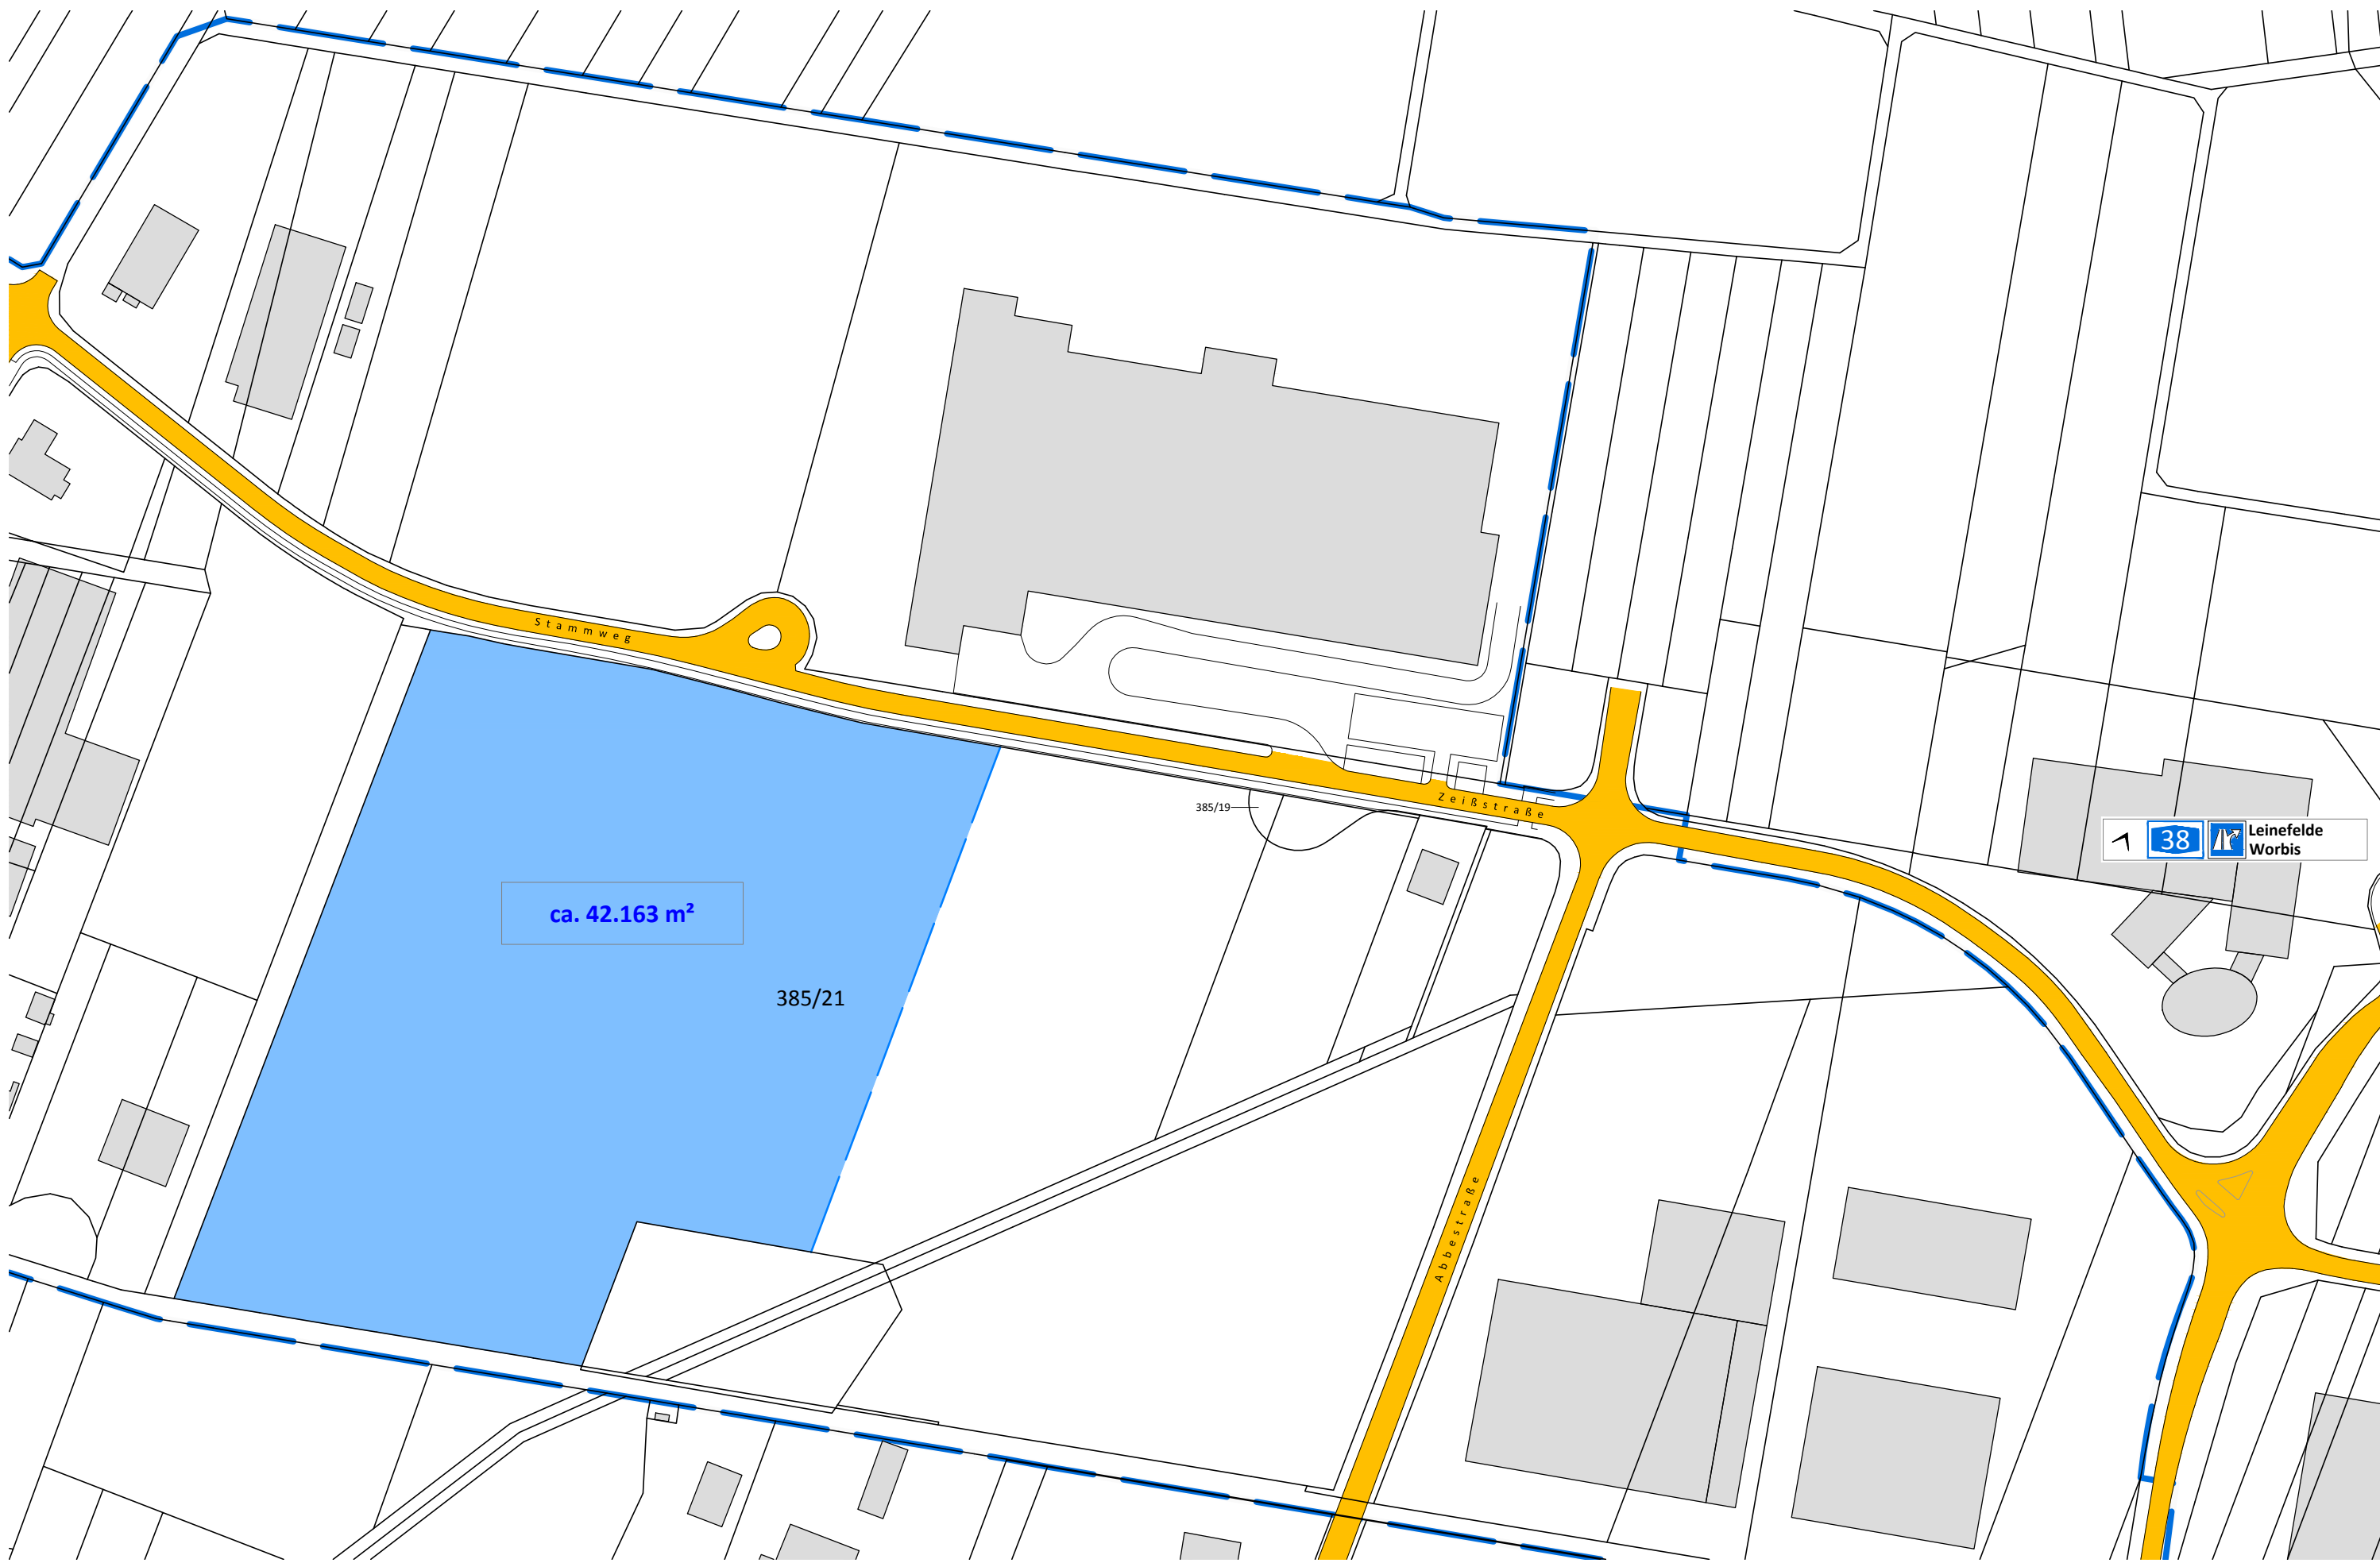 Stammweg
385/19
Zeißstraße
38
Leinefelde
Worbis
ca. 42.163 m²
385/21
Abbestraße